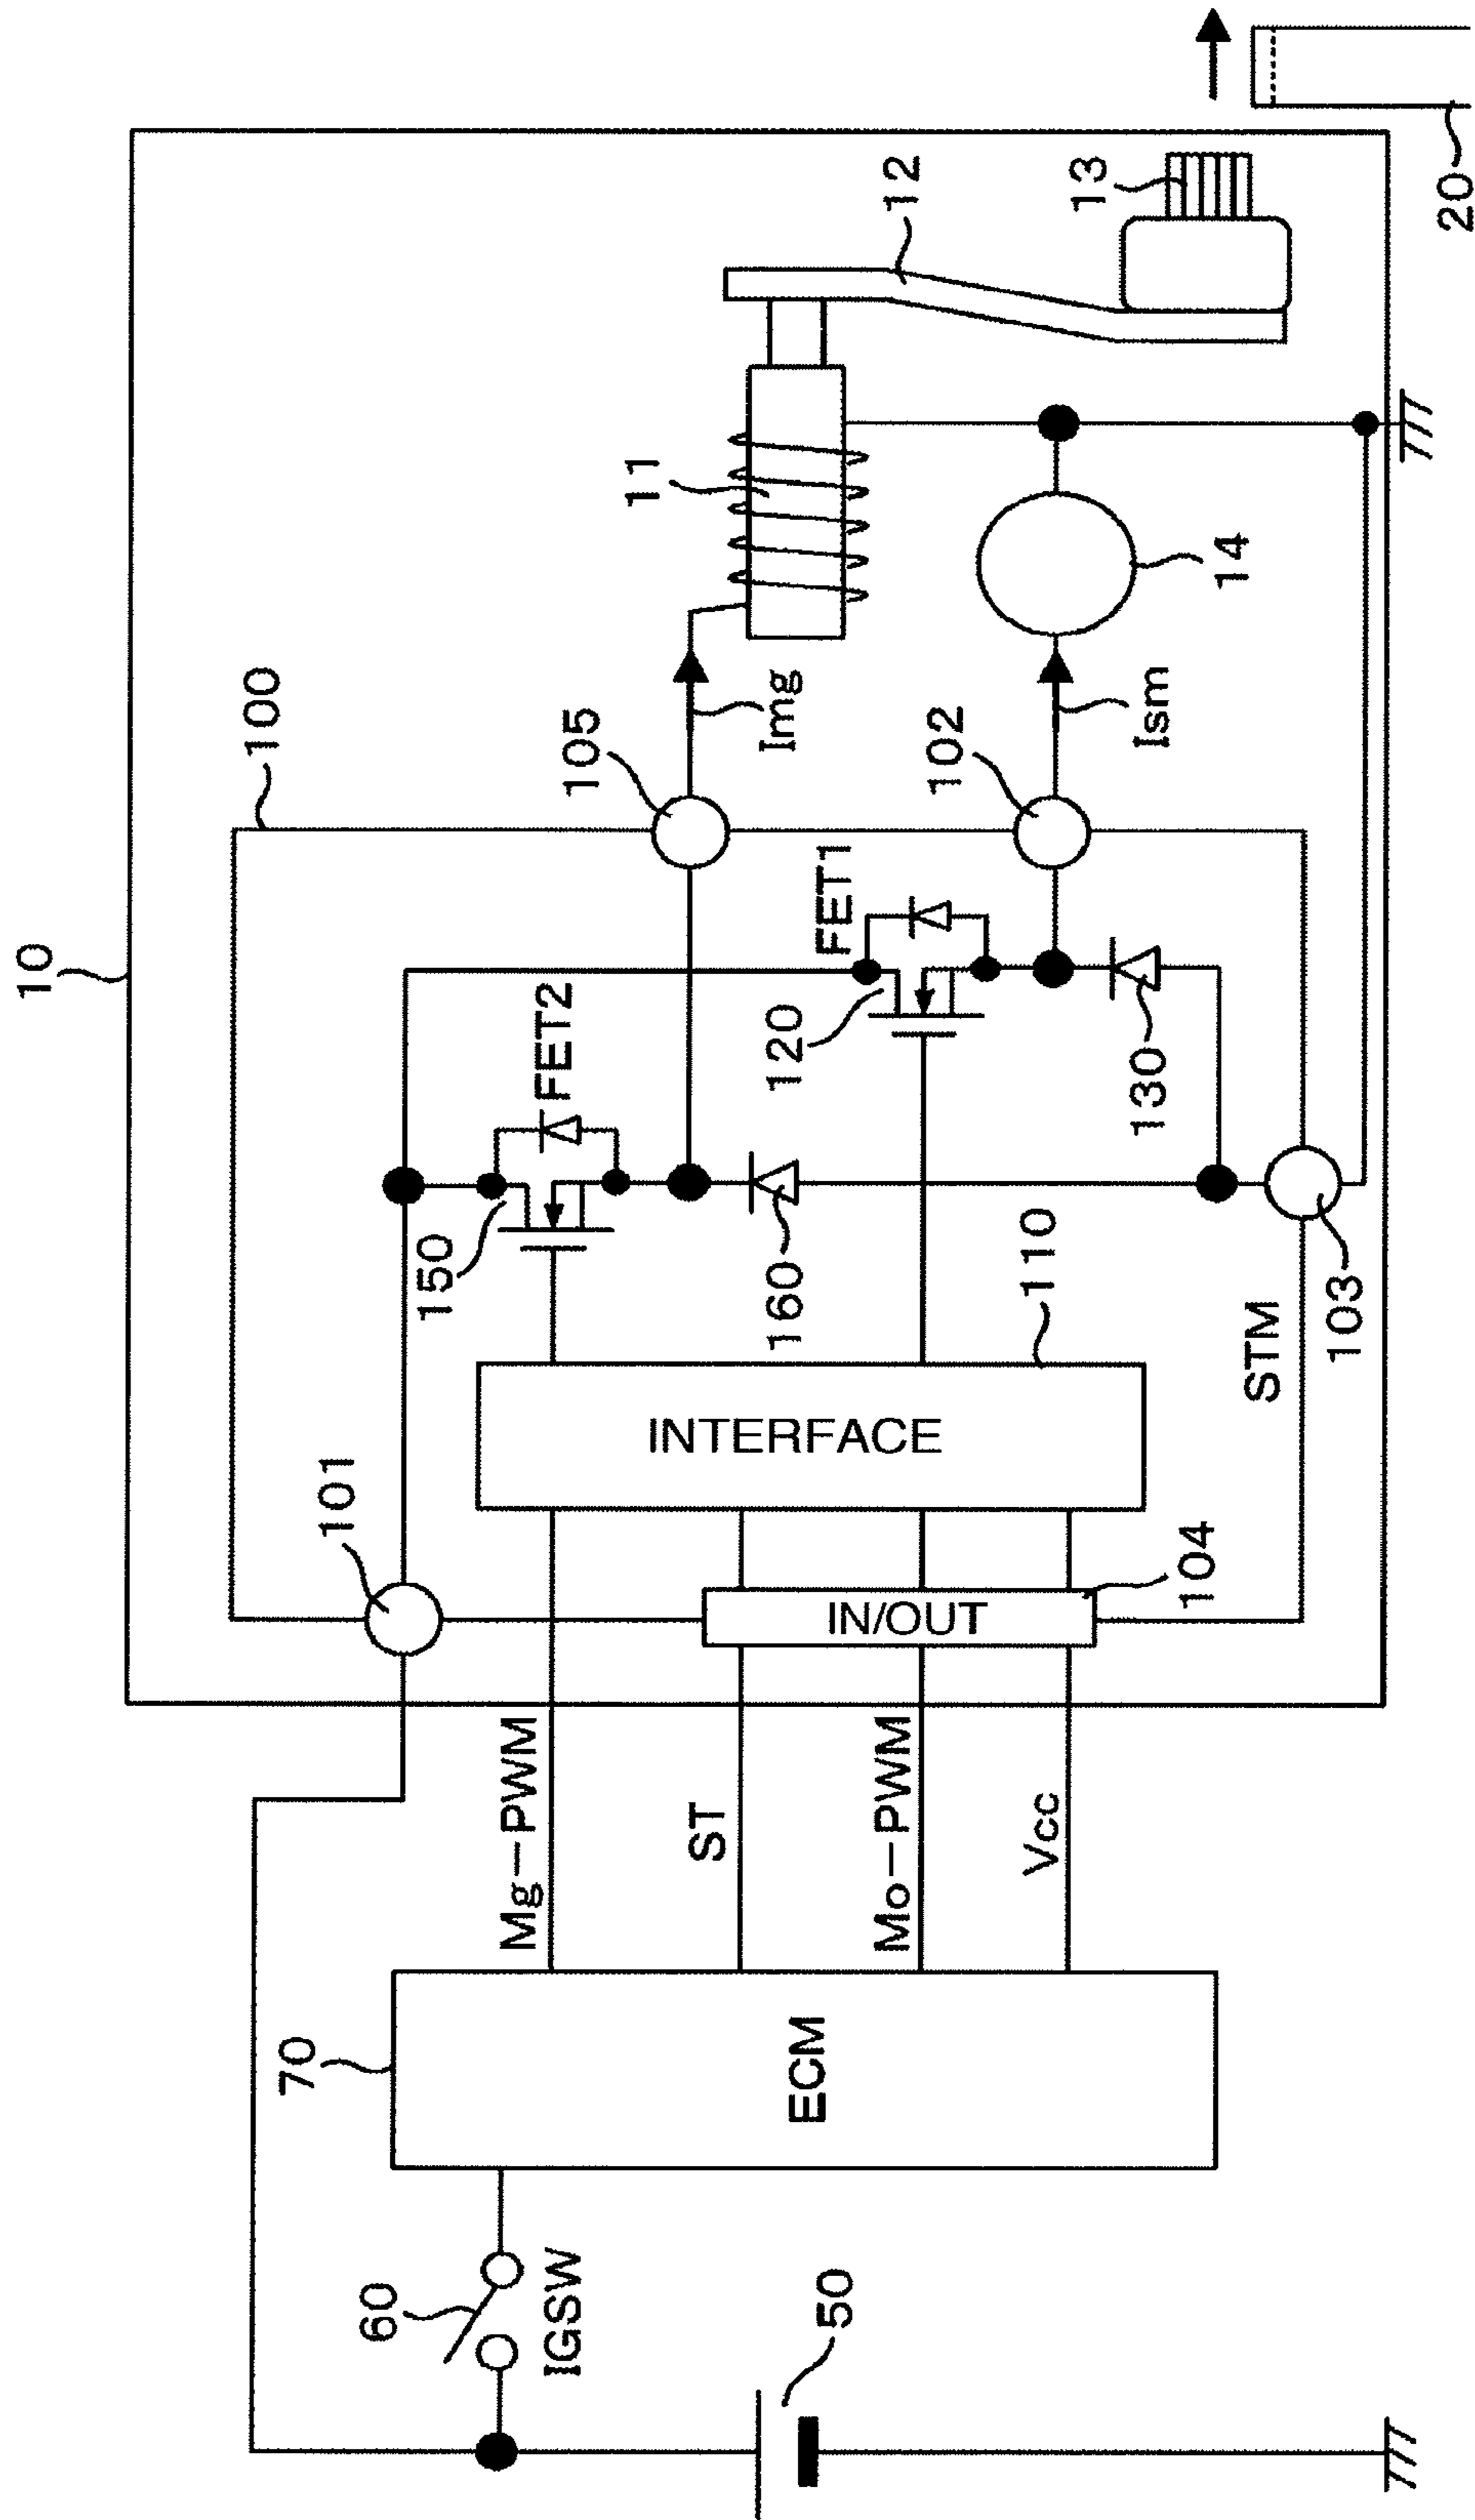 10
100
101
105
11
12
Img
FET2
150
160
FET1
120
102
Ism
14
13
20
130
110
INTERFACE
IN/OUT
104
STM
103
Mg-PWM
ST
Mo-PWM
Vcc
70
ECM
60
IGSW
50